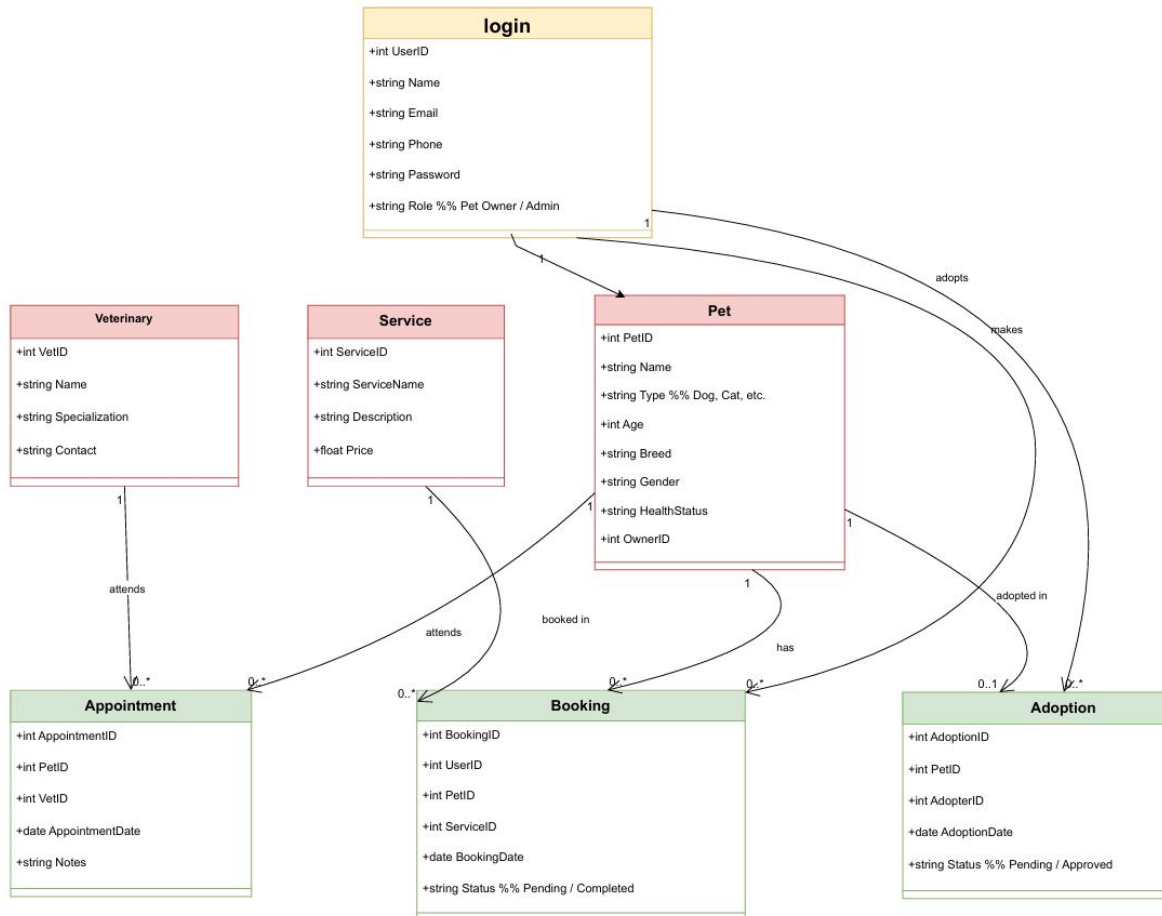 login
+int UserID
+string Name
+string Email
+string Phone
+string Password
+string Role %% Pet Owner / Admin
1
1
adopts
makes
Veterinary
+int VetID
+string Name
+string Specialization
+string Contact
1
attends
Service
+int ServiceID
+string ServiceName
+string Description
+float Price
1
booked in
Pet
+int PetID
+string Name
+string Type %% Dog, Cat, etc.
+int Age
+string Breed
+string Gender
+string HealthStatus
+int OwnerID
1
1
1
attends
has
adopted in
0..*
0..*
0..*
0..*
0..*
0..1
0..*
Appointment
+int AppointmentID
+int PetID
+int VetID
+date AppointmentDate
+string Notes
Booking
+int BookingID
+int UserID
+int PetID
+int ServiceID
+date BookingDate
+string Status %% Pending / Completed
Adoption
+int AdoptionID
+int PetID
+int AdopterID
+date AdoptionDate
+string Status %% Pending / Approved